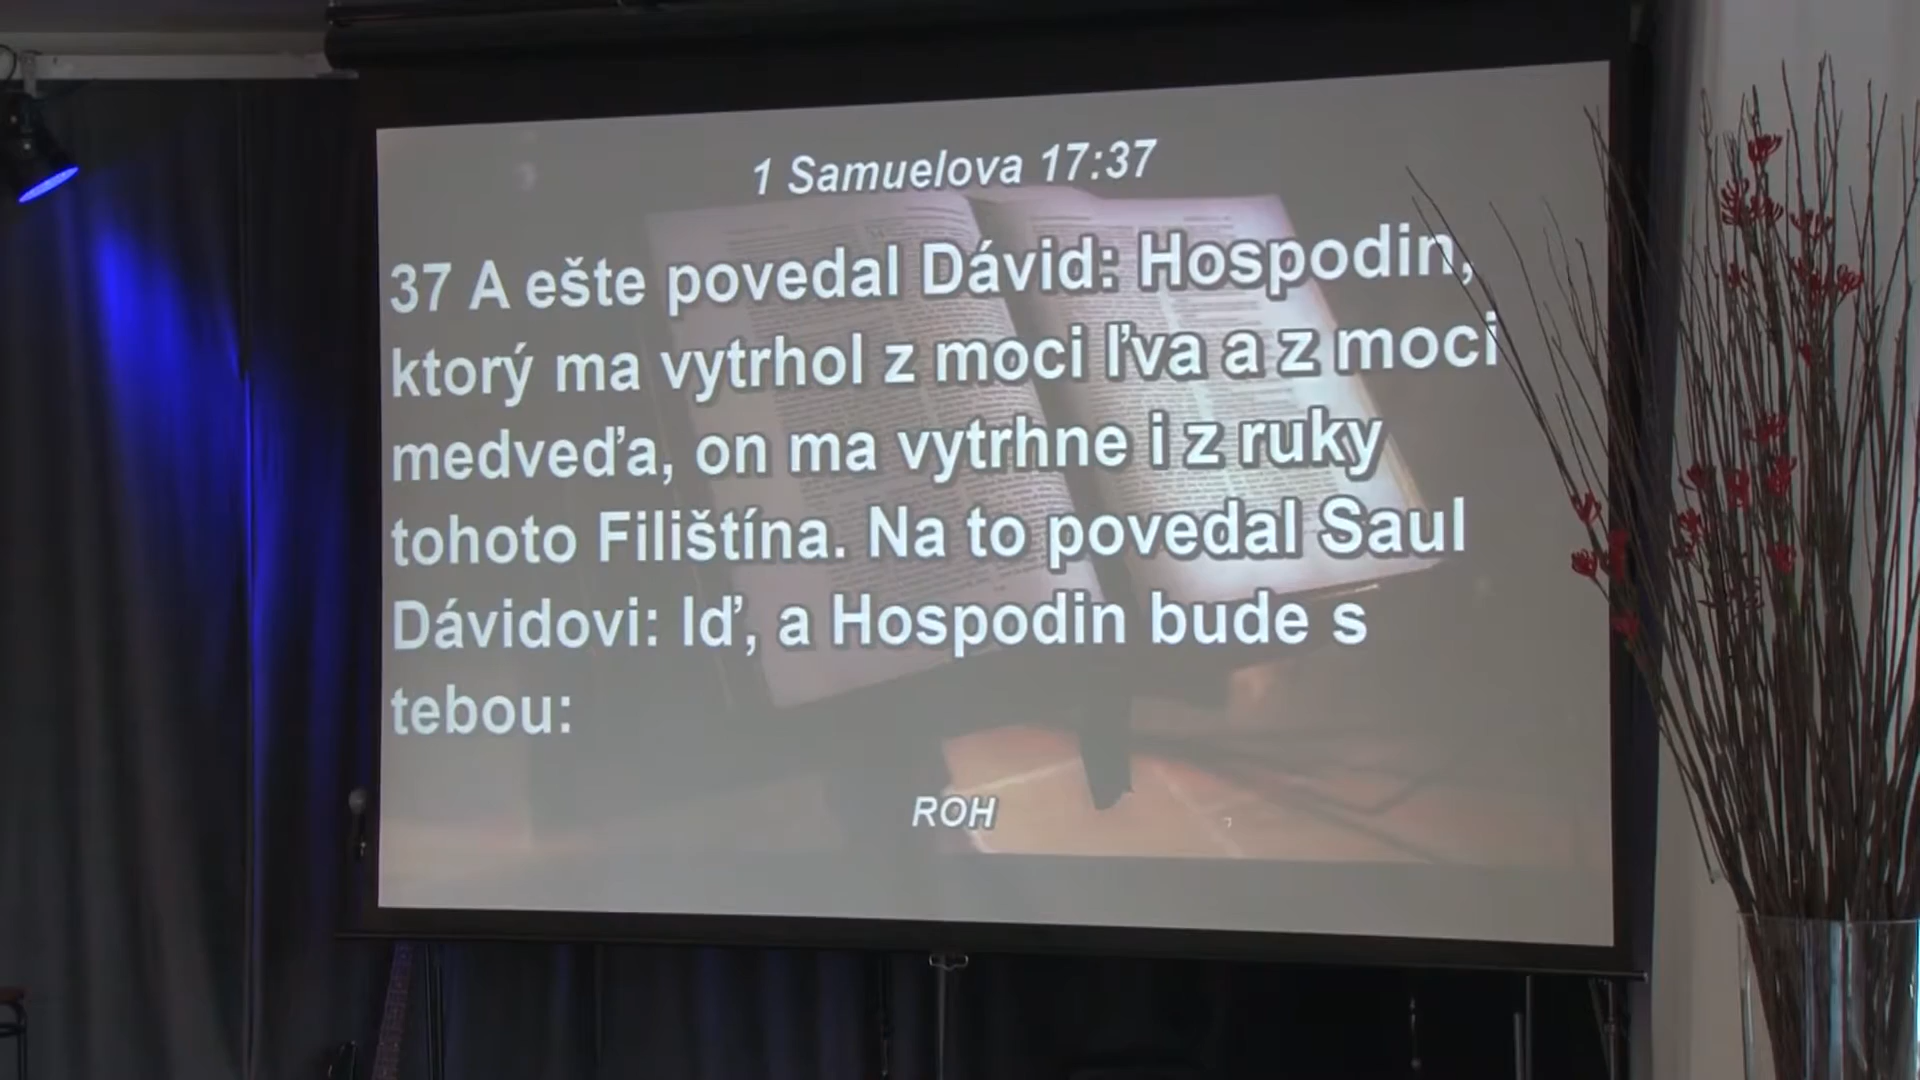 1 Samuelova 17:37
37 A ešte povedal Dávid: Hospodin,
ktorý ma vytrhol z moci ľva a z moci
medveďa, on ma vytrhne i z ruky
tohoto Filištína. Na to povedal Saul
Dávidovi: Iď, a Hospodin bude s
tebou:
ROH